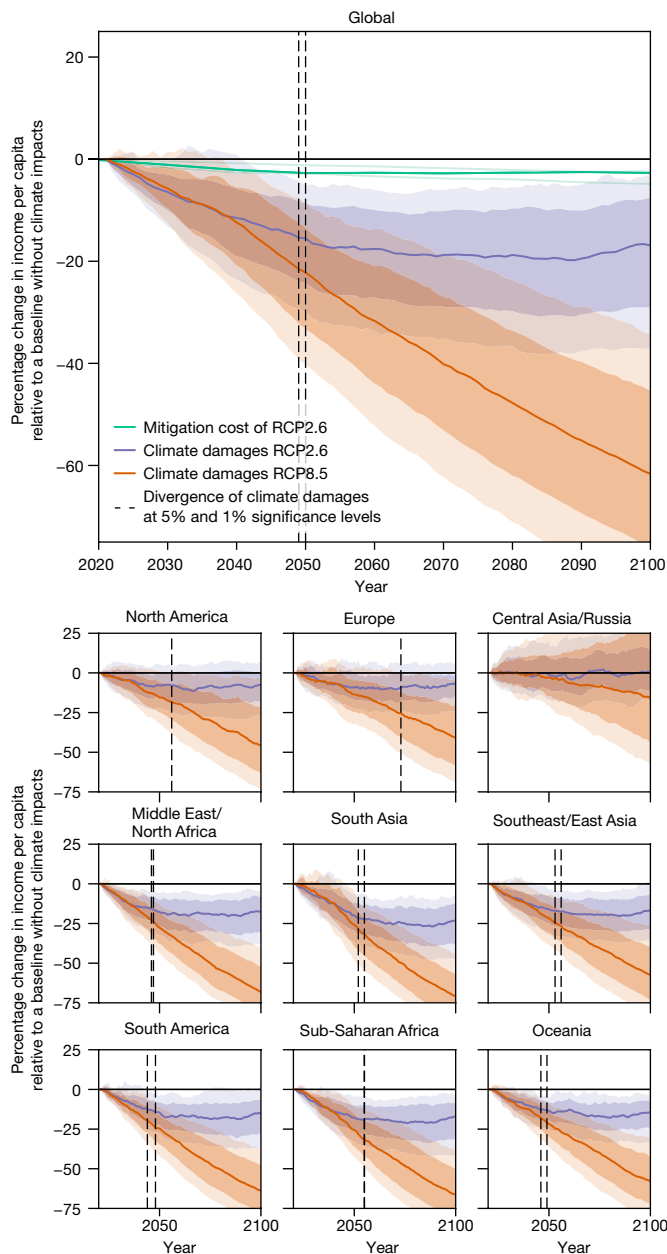 Global
Percentage change in income per capita
relative to a baseline without climate impacts
20
0
−20
−40
−60
Mitigation cost of RCP2.6
Climate damages RCP2.6
Climate damages RCP8.5
Divergence of climate damages
at 5% and 1% significance levels
2020 2030 2040 2050 2060 2070 2080 2090 2100
Year
North America Europe Central Asia/Russia
25
0
−25
−50
−75
Percentage change in income per capita
relative to a baseline without climate impacts
Middle East/
North Africa
South Asia Southeast/East Asia
25
0
−25
−50
−75
South America Sub-Saharan Africa Oceania
25
0
−25
−50
−75
2050 2100 2050 2100 2050 2100
Year Year Year